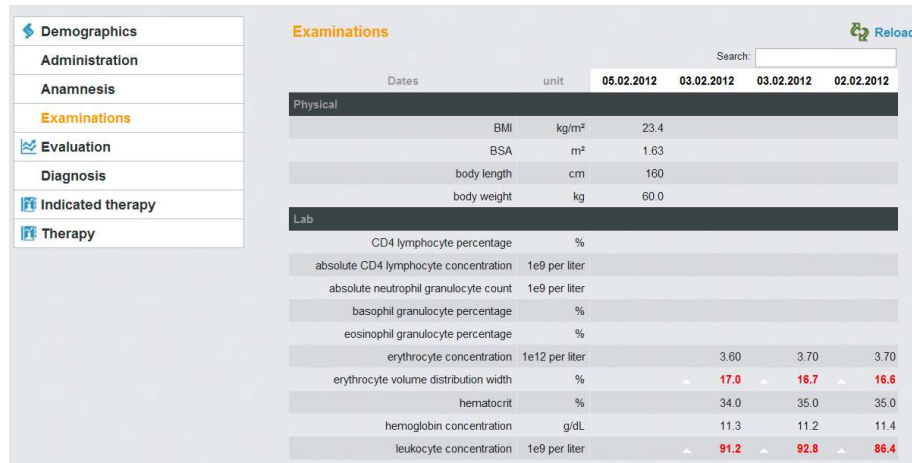 Demographics
Administration
Anamnesis
Examinations
Evaluation
Diagnosis
Indicated therapy
Therapy
Examinations
Reload
Search:
Dates unit 05.02.2012 03.02.2012 03.02.2012 02.02.2012
Physical
BMI kg/m² 23.4
BSA m² 1.63
body length cm 160
body weight kg 60.0
Lab
CD4 lymphocyte percentage %
absolute CD4 lymphocyte concentration 1e9 per liter
absolute neutrophil granulocyte count 1e9 per liter
basophil granulocyte percentage %
eosinophil granulocyte percentage %
erythrocyte concentration 1e12 per liter 3.60 3.70 3.70
erythrocyte volume distribution width % 17.0 16.7 16.6
hematocrit % 34.0 35.0 35.0
hemoglobin concentration g/dL 11.3 11.2 11.4
leukocyte concentration 1e9 per liter 91.2 92.8 86.4